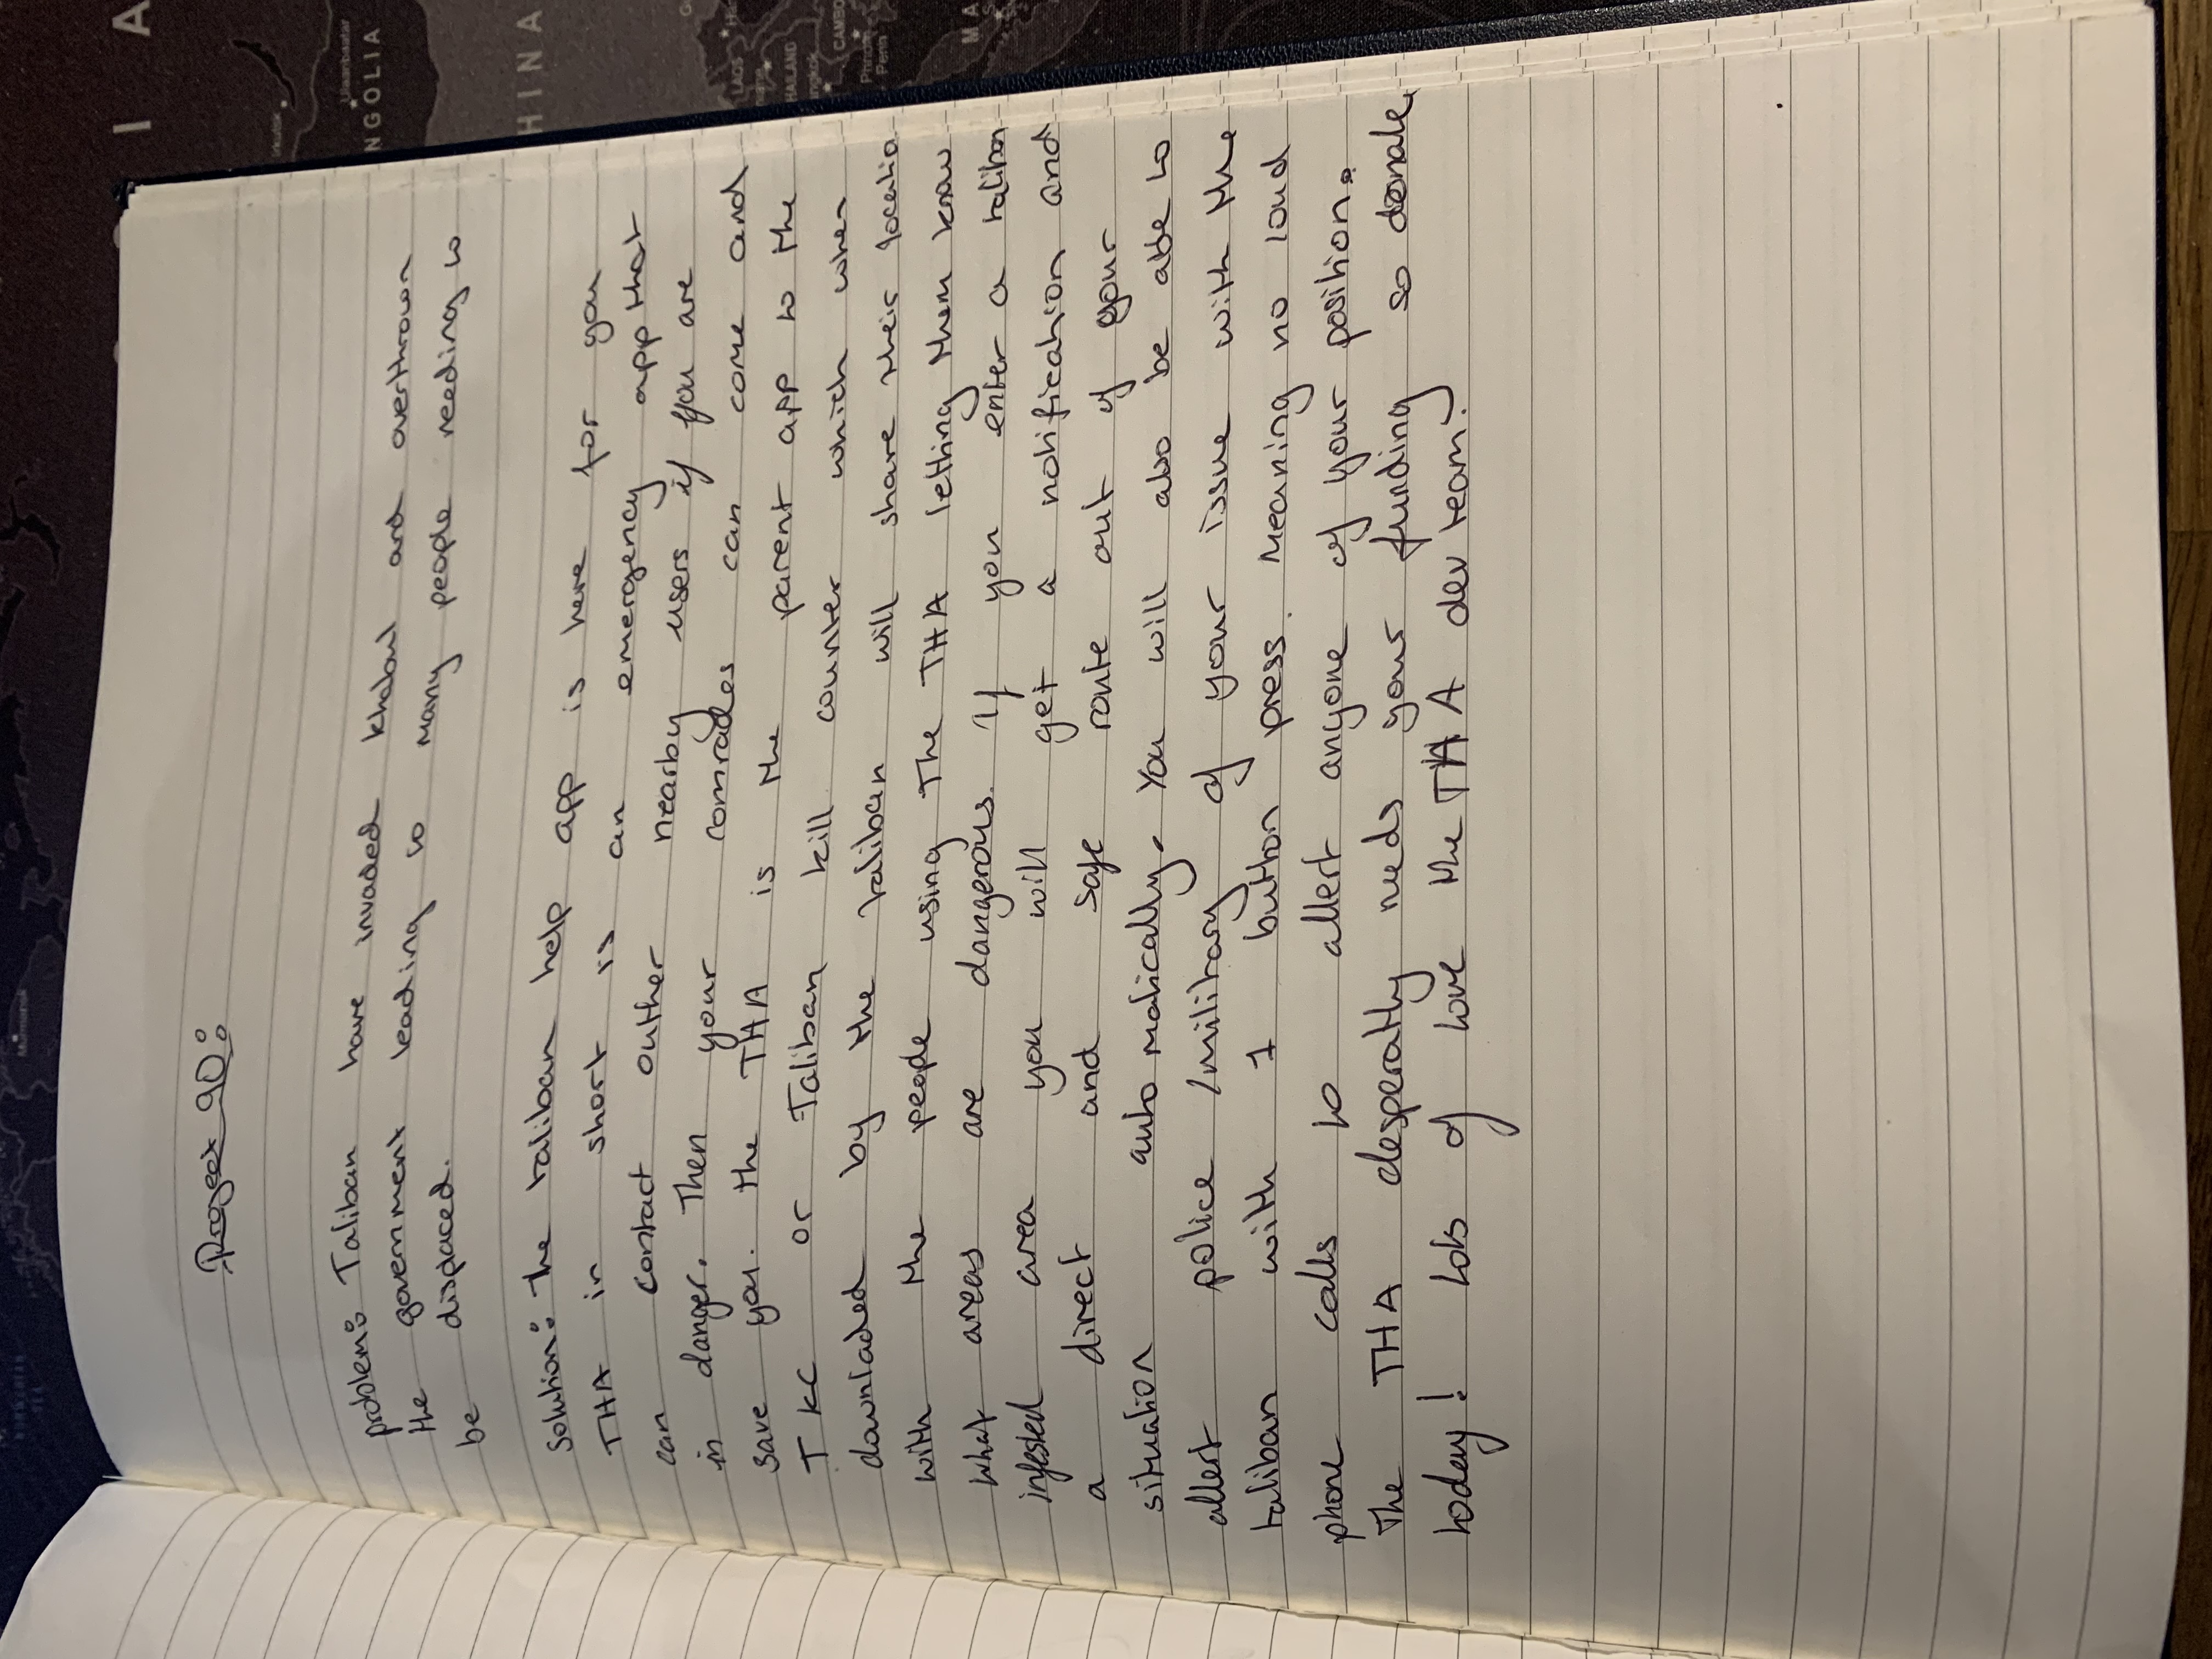 Project 90:
problem: Taliban have invaded khabul and overthrown
the government leading to many people needing to
be displaced.
Solution: The taliban help app is here for you
THA in short is an emergency app that
can contact outher nearby users if you are
in danger. Then your comrades can come and
save you. the THA is the parent app to the
TKC or Taliban kill counter which when
downladed by the taliban will share their locatio
with the people using The THA letting them know
what areas are dangerous. If you enter a taliban
infested area you will get a notification and
a direct and safe route out of your
situation auto matically. You will also be able to
allert police /military of your issue with the
taliban with 1 button press. Meaning no loud
phone calls to allert anyone of your position.
The THA desperatly needs your funding so donate
today! Lots of love the THA dev team.
Murmansk
I A
Irkutsk
Ulaanbaatar
NGOLIA
HINA
LAOS
HAILAND
angkok
CAMBO
Phnom
Penh
MA